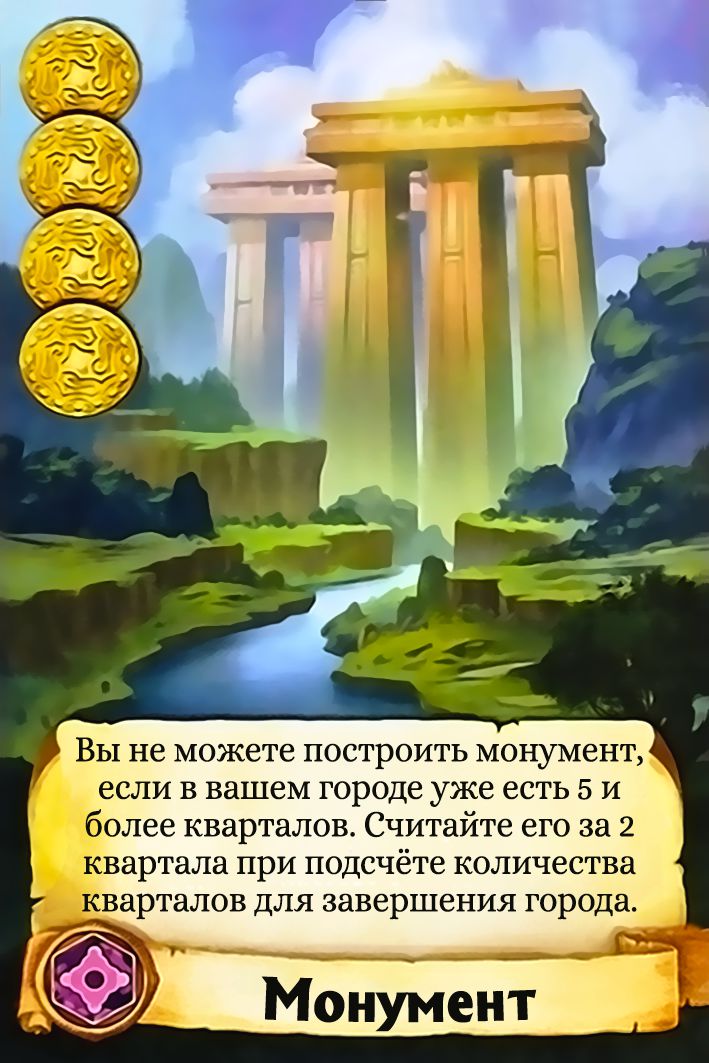 Вы не можете построить монумент,
если в вашем городе уже есть 5 и
более кварталов. Считайте его за 2
квартала при подсчёте количества
кварталов для завершения города.
Монумент